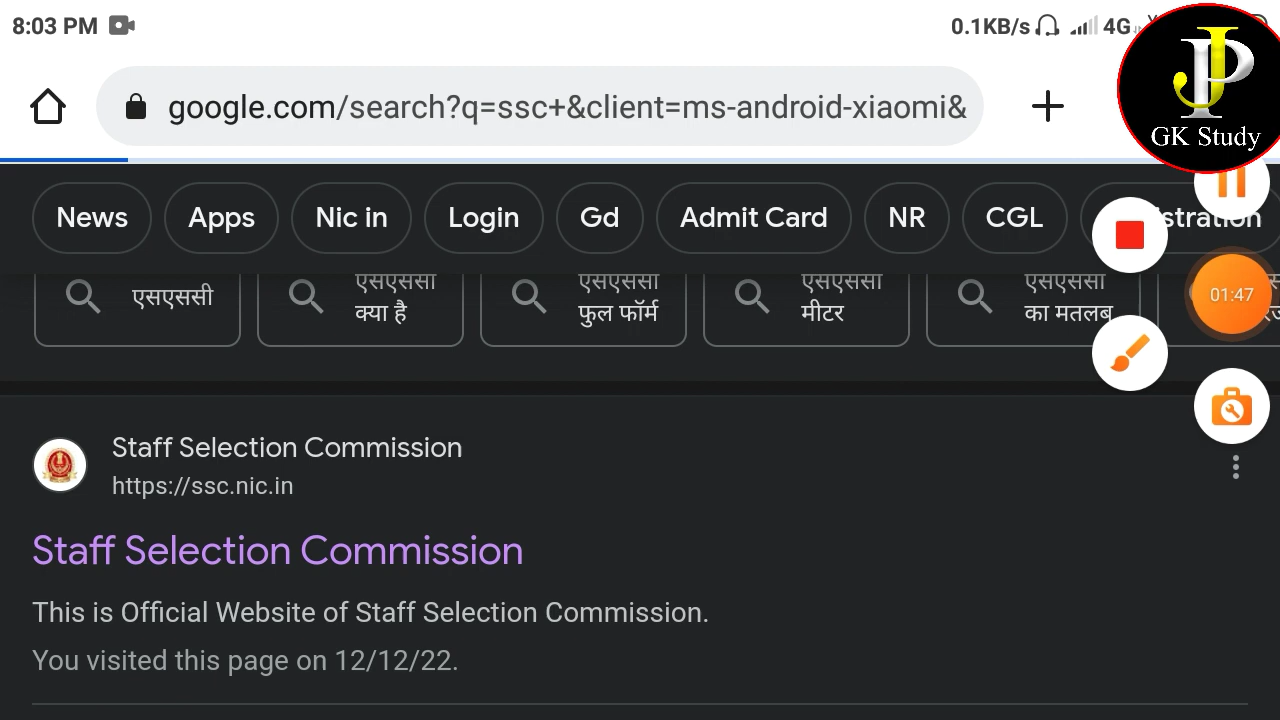 8:03 PM
0.1KB/s 4G
google.com/search?q=ssc+&client=ms-android-xiaomi&
GK Study
News
Apps
Nic in
Login
Gd
Admit Card
NR
CGL
एसएससी
एसएससी
क्या है
एसएससी
फुल फॉर्म
एसएससी
मीटर
एसएससी
का मतलब
01:47
Staff Selection Commission
https://ssc.nic.in
Staff Selection Commission
This is Official Website of Staff Selection Commission.
You visited this page on 12/12/22.